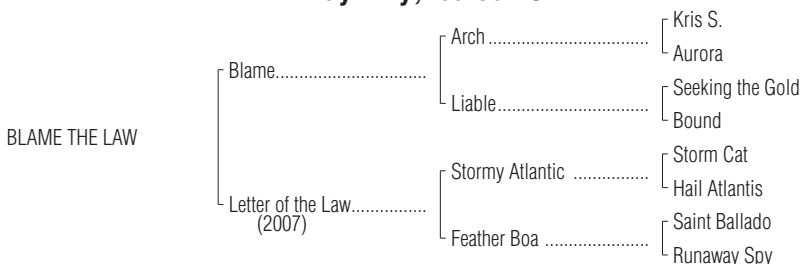 Kris S.
Arch ......................................
Aurora
Blame....................................
Seeking the Gold
Liable.....................................
Bound
BLAME THE LAW
Storm Cat
Stormy Atlantic ..................
Hail Atlantis
Letter of the Law.................
(2007)
Saint Ballado
Feather Boa .........................
Runaway Spy